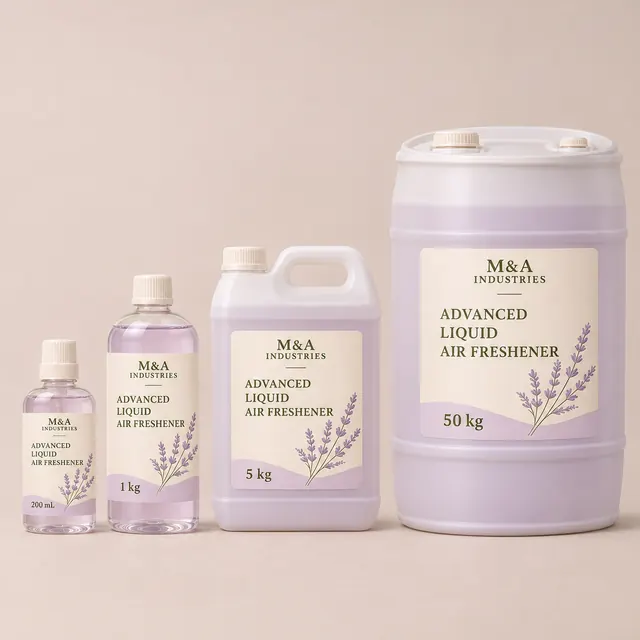 M&A
INDUSTRIES
ADVANCED
LIQUID
AIR FRESHENER
200 mL
M&A
INDUSTRIES
ADVANCED
LIQUID
AIR FRESHENER
1 kg
M&A
INDUSTRIES
ADVANCED
LIQUID
AIR FRESHENER
5 kg
M&A
INDUSTRIES
ADVANCED
LIQUID
AIR FRESHENER
50 kg